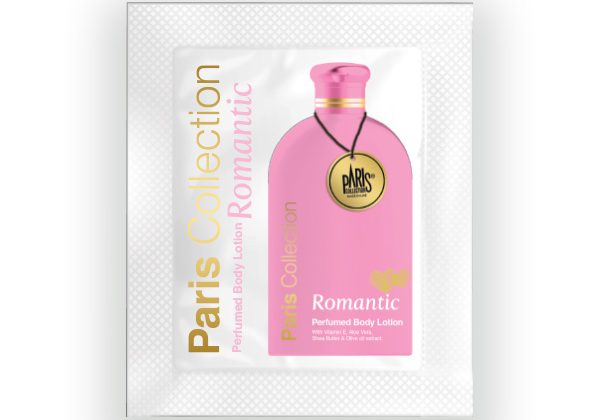 Paris Collection
Perfumed Body Lotion Romantic
PARIS®
COLLECTION
Paris Collection
Romantic
Perfumed Body Lotion
With Vitamin E, Aloe Vera,
Shea Butter & Olive oil extract.